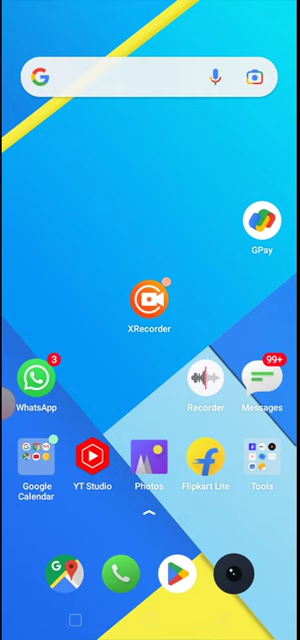 GPay
XRecorder
3
99+
WhatsApp
Recorder
Messages
Google
Calendar
YT Studio
Photos
Flipkart Lite
Tools